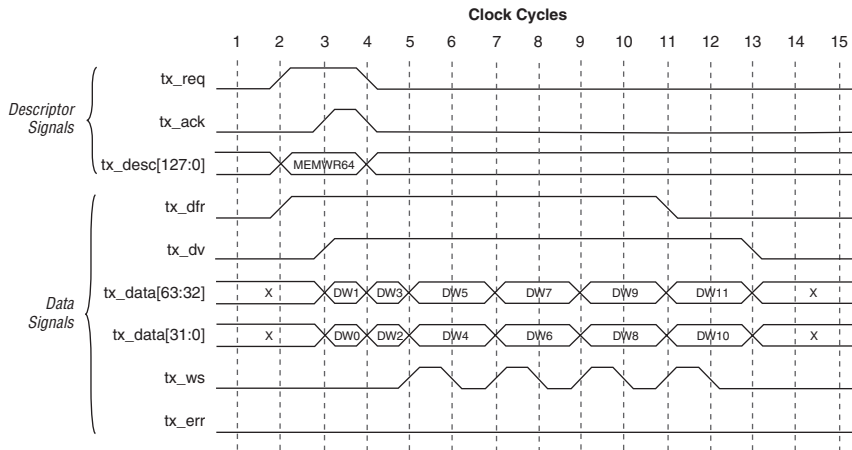 Clock Cycles
1 2 3 4 5 6 7 8 9 10 11 12 13 14 15
Descriptor
Signals
tx_req
tx_ack
tx_desc[127:0] MEMWR64
Data
Signals
tx_dfr
tx_dv
tx_data[63:32] X DW1 DW3 DW5 DW7 DW9 DW11 X
tx_data[31:0] X DW0 DW2 DW4 DW6 DW8 DW10 X
tx_ws
tx_err